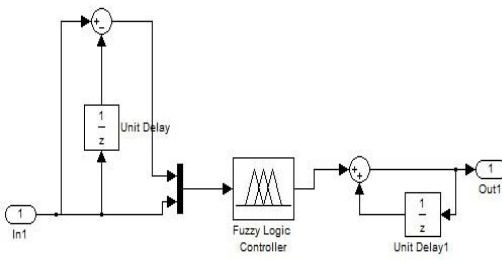 +
−
1
z
Unit Delay
1
In1
Fuzzy Logic
Controller
+
+
1
z
Unit Delay1
1
Out1